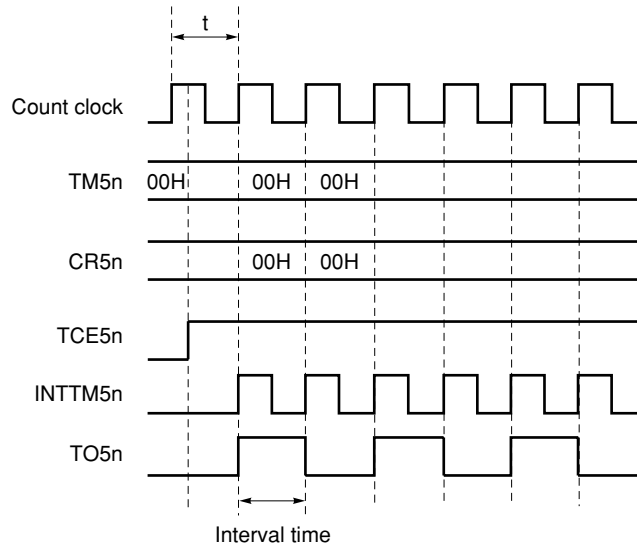 t
Count clock
TM5n 00H 00H 00H
CR5n 00H 00H
TCE5n
INTTM5n
TO5n
Interval time